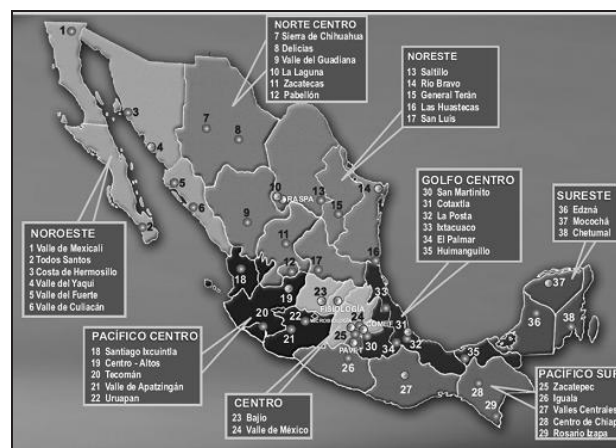 NORTE CENTRO
7 Sierra de Chihuahua
8 Delicias
9 Valle del Guadiana
10 La Laguna
11 Zacatecas
12 Pabellón
NORESTE
13 Saltillo
14 Río Bravo
15 General Terán
16 Las Huastecas
17 San Luis
GOLFO CENTRO
30 San Martinito
31 Cotaxtla
32 La Posta
33 Ixtacuaco
34 El Palmar
35 Huimanguillo
SURESTE
36 Edzná
37 Mocochá
38 Chetumal
NOROESTE
1 Valle de Mexicali
2 Todos Santos
3 Costa de Hermosillo
4 Valle del Yaqui
5 Valle del Fuerte
6 Valle de Culiacán
PACÍFICO CENTRO
18 Santiago Ixcuintla
19 Centro - Altos
20 Tecomán
21 Valle de Apatzingán
22 Uruapan
CENTRO
23 Bajío
24 Valle de México
PACÍFICO SUR
25 Zacatepec
26 Iguala
27 Valles Centrales
28 Centro de Chiap
29 Rosario Izapa
1
2
3
4
5
6
7
8
9
10
RASPA
11
12
13
14
15
16
17
18
19
20
21
22
23
FISIOLOGÍA
24
COMEF
25
PAVET
26
27
28
29
30
31
32
33
34
35
36
37
38